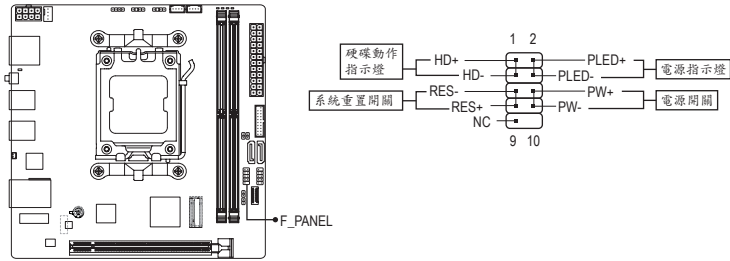 1 2
硬碟動作
指示燈
HD+
HD-
PLED+
PLED-
電源指示燈
系統重置開關
RES-
RES+
PW+
PW-
電源開關
NC
9 10
F_PANEL